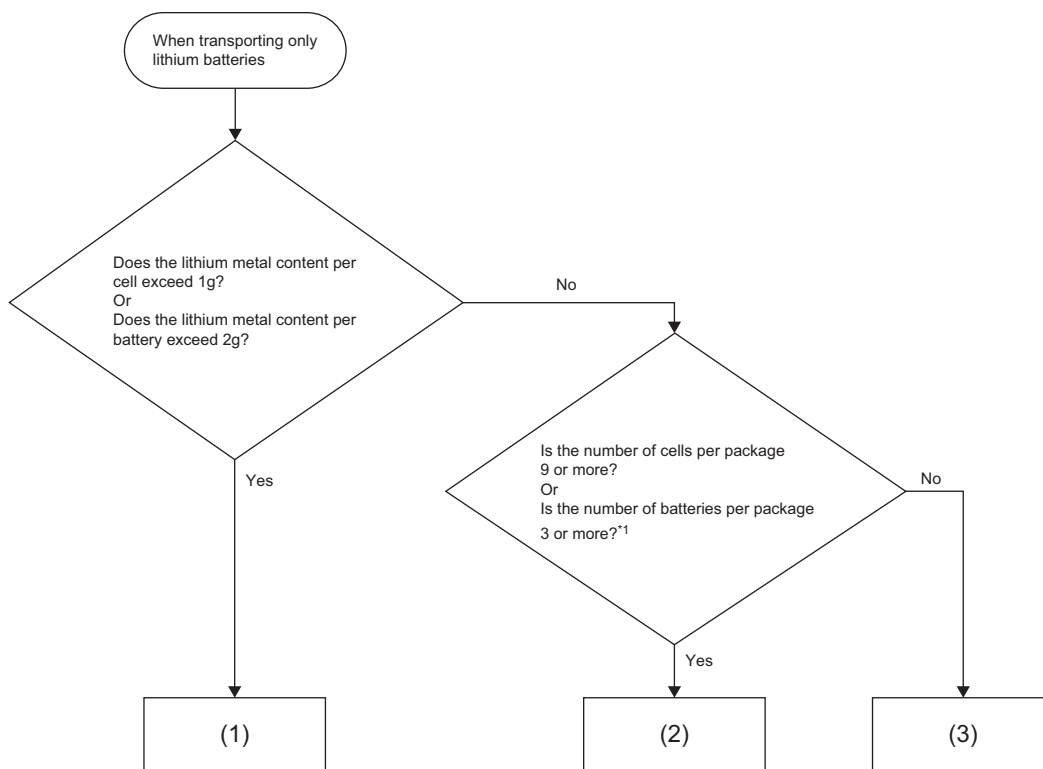 When transporting only
lithium batteries
Does the lithium metal content per
cell exceed 1g?
Or
Does the lithium metal content per
battery exceed 2g?
No
Is the number of cells per package
9 or more?
Or
Is the number of batteries per package
3 or more?*1
No
Yes
Yes
(1)
(2)
(3)